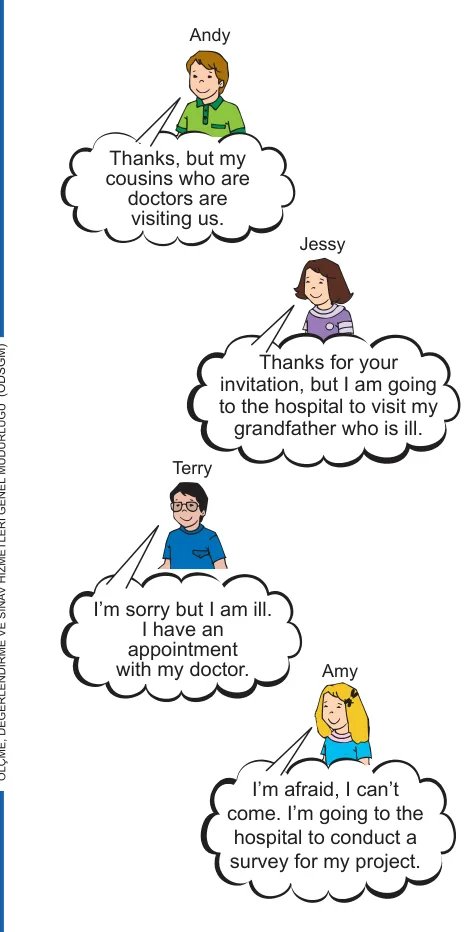 Andy
Thanks, but my
cousins who are
doctors are
visiting us.
Jessy
Thanks for your
invitation, but I am going
to the hospital to visit my
grandfather who is ill.
Terry
I'm sorry but I am ill.
I have an
appointment
with my doctor.
Amy
I'm afraid, I can't
come. I'm going to the
hospital to conduct a
survey for my project.
ÖLÇME, DEĞERLENDİRME VE SINAV HİZMETLERİ GENEL MÜDÜRLÜĞÜ (ÖDSGM)